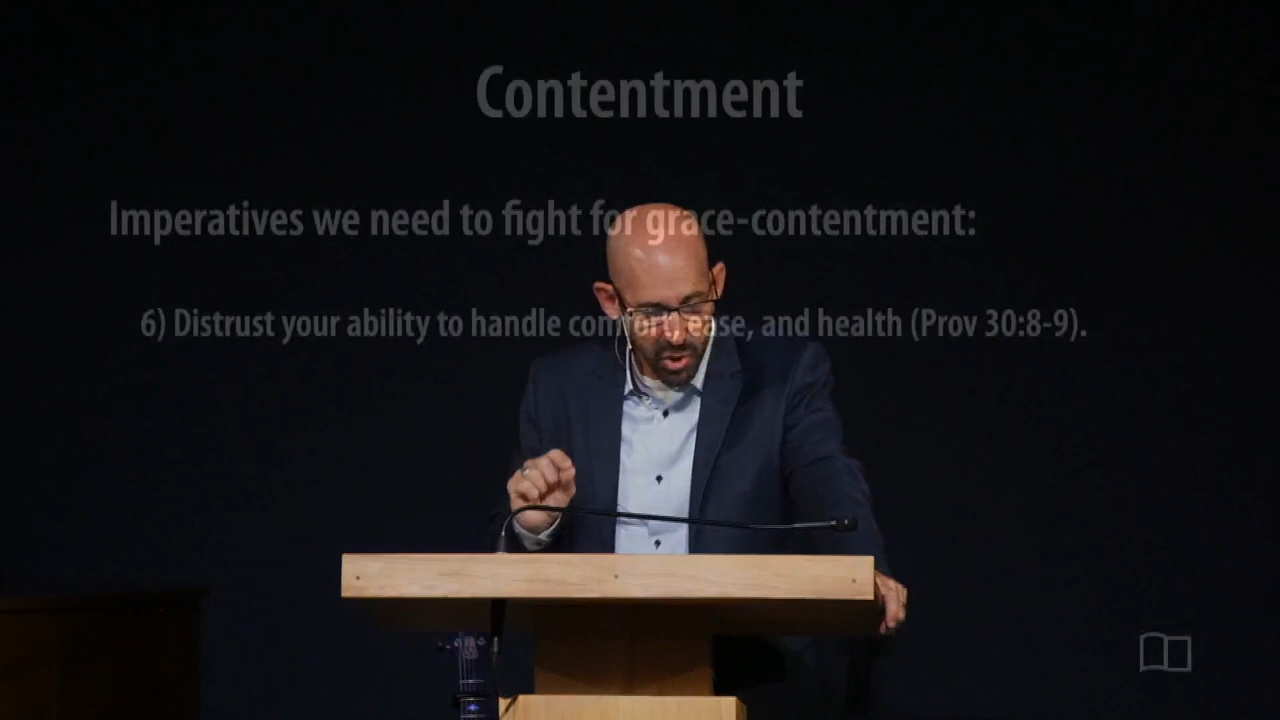 Contentment
Imperatives we need to fight for grace-contentment:
6) Distrust your ability to handle comfort, ease, and health (Prov 30:8-9).